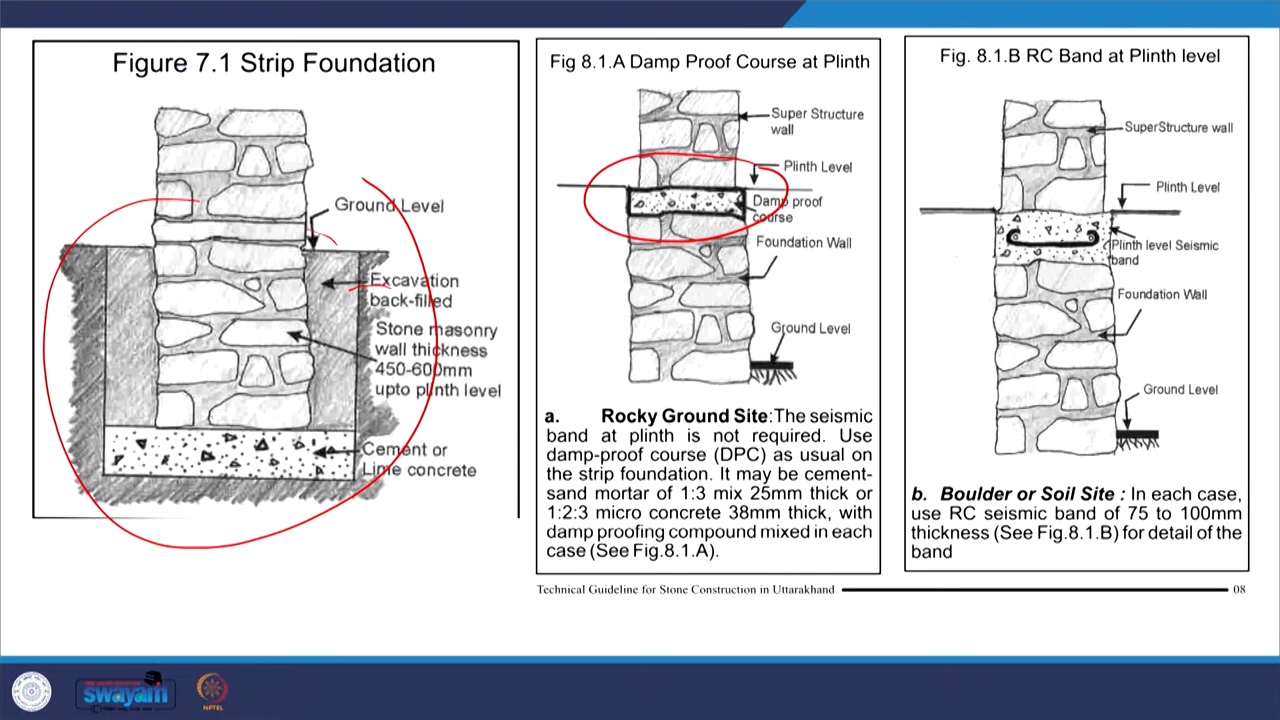 Figure 7.1 Strip Foundation
Ground Level
Excavation
back-filled
Stone masonry
wall thickness
450-600mm
upto plinth level
Cement or
Lime concrete
Fig 8.1.A Damp Proof Course at Plinth
Super Structure
wall
Plinth Level
Damp proof
course
Foundation Wall
Ground Level
a. Rocky Ground Site:The seismic
band at plinth is not required. Use
damp-proof course (DPC) as usual on
the strip foundation. It may be cement-
sand mortar of 1:3 mix 25mm thick or
1:2:3 micro concrete 38mm thick, with
damp proofing compound mixed in each
case (See Fig.8.1.A).
Fig. 8.1.B RC Band at Plinth level
SuperStructure wall
Plinth Level
Plinth level Seismic
band
Foundation Wall
Ground Level
b. Boulder or Soil Site : In each case,
use RC seismic band of 75 to 100mm
thickness (See Fig.8.1.B) for detail of the
band
Technical Guideline for Stone Construction in Uttarakhand 08
swayam
NPTEL